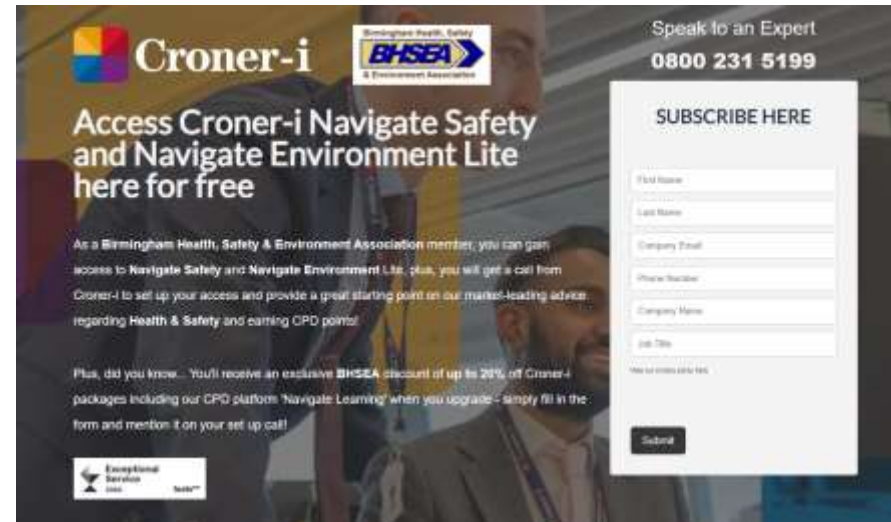 Croner-i
Birmingham Health, Safety
BHSEA
& Environment Association
Speak to an Expert
0800 231 5199
Access Croner-i Navigate Safety
and Navigate Environment Lite
here for free
As a Birmingham Health, Safety & Environment Association member, you can gain
access to Navigate Safety and Navigate Environment Lite, plus, you will get a call from
Croner-i to set up your access and provide a great starting point on our market-leading advice
regarding Health & Safety and earning CPD points!
Plus, did you know... You'll receive an exclusive BHSEA discount of up to 20% off Croner-i
packages including our CPD platform 'Navigate Learning' when you upgrade - simply fill in the
form and mention it on your set up call!
Exceptional
Service
SUBSCRIBE HERE
First Name
Last Name
Company Email
Phone Number
Company Name
Job Title
Submit